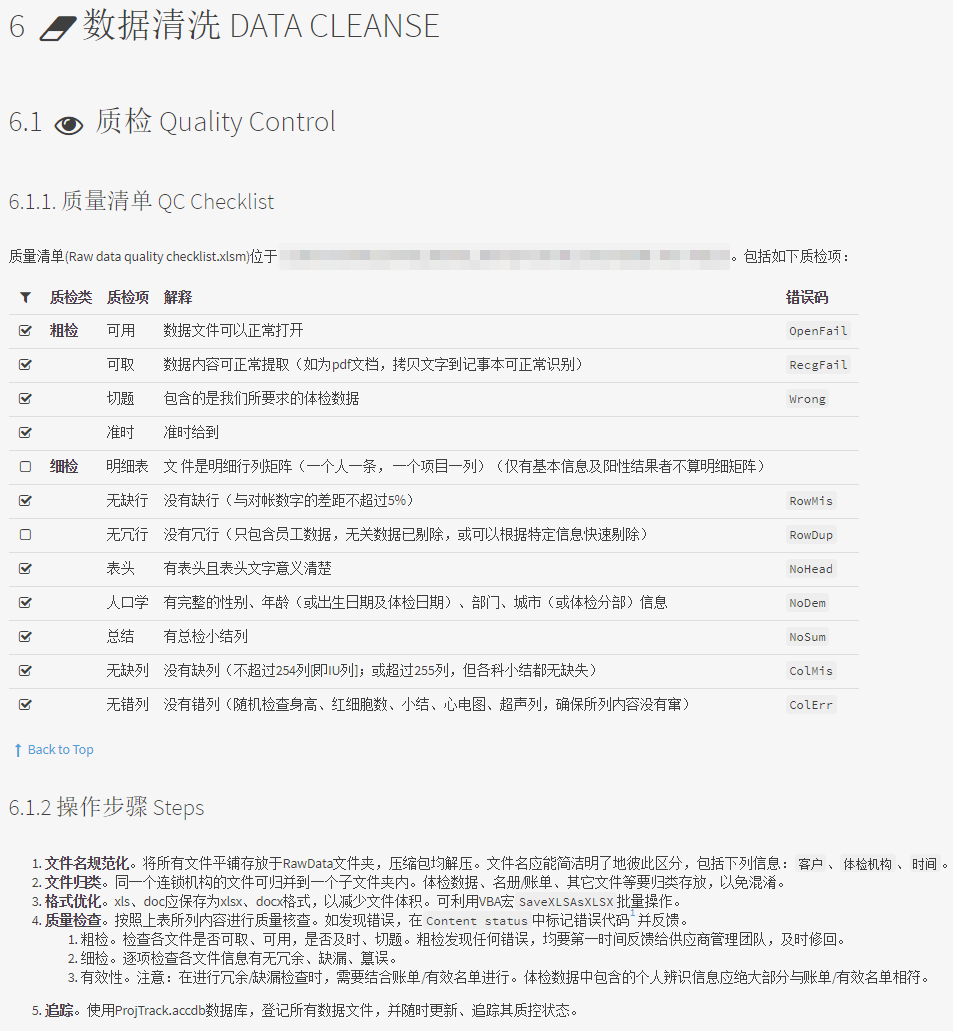 6 数据清洗 DATA CLEANSE
6.1 质检 Quality Control
6.1.1. 质量清单 QC Checklist
质量清单(Raw data quality checklist.xlsm)位于 。包括如下质检项：
质检类 质检项 解释 错误码
粗检 可用 数据文件可以正常打开 OpenFail
可取 数据内容可正常提取（如为pdf文档，拷贝文字到记事本可正常识别） RecgFail
切题 包含的是我们所要求的体检数据 Wrong
准时 准时给到
细检 明细表 文 件是明细行列矩阵（一个人一条，一个项目一列）（仅有基本信息及阳性结果者不算明细矩阵）
无缺行 没有缺行（与对帐数字的差距不超过5%） RowMis
无冗行 没有冗行（只包含员工数据，无关数据已剔除，或可以根据特定信息快速剔除） RowDup
表头 有表头且表头文字意义清楚 NoHead
人口学 有完整的性别、年龄（或出生日期及体检日期）、部门、城市（或体检分部）信息 NoDem
总结 有总检小结列 NoSum
无缺列 没有缺列（不超过254列[即IU列]；或超过255列，但各科小结都无缺失） ColMis
无错列 没有错列（随机检查身高、红细胞数、小结、心电图、超声列，确保所列内容没有窜） ColErr
Back to Top
6.1.2 操作步骤 Steps
1. 文件名规范化。将所有文件平铺存放于RawData文件夹，压缩包均解压。文件名应能简洁明了地彼此区分，包括下列信息：客户、体检机构、时间。
2. 文件归类。同一个连锁机构的文件可归并到一个子文件夹内。体检数据、名册/账单、其它文件等要归类存放，以免混淆。
3. 格式优化。xls、doc应保存为xlsx、docx格式，以减少文件体积。可利用VBA宏 SaveXLSAsXLSX 批量操作。
4. 质量检查。按照上表所列内容进行质量核查。如发现错误，在 Content status 中标记错误代码1并反馈。
1. 粗检。检查各文件是否可取、可用，是否及时、切题。粗检发现任何错误，均要第一时间反馈给供应商管理团队，及时修回。
2. 细检。逐项检查各文件信息有无冗余、缺漏、篡误。
3. 有效性。注意：在进行冗余/缺漏检查时，需要结合账单/有效名单进行。体检数据中包含的个人辨识信息应绝大部分与账单/有效名单相符。
5. 追踪。使用ProjTrack.accdb数据库，登记所有数据文件，并随时更新、追踪其质控状态。